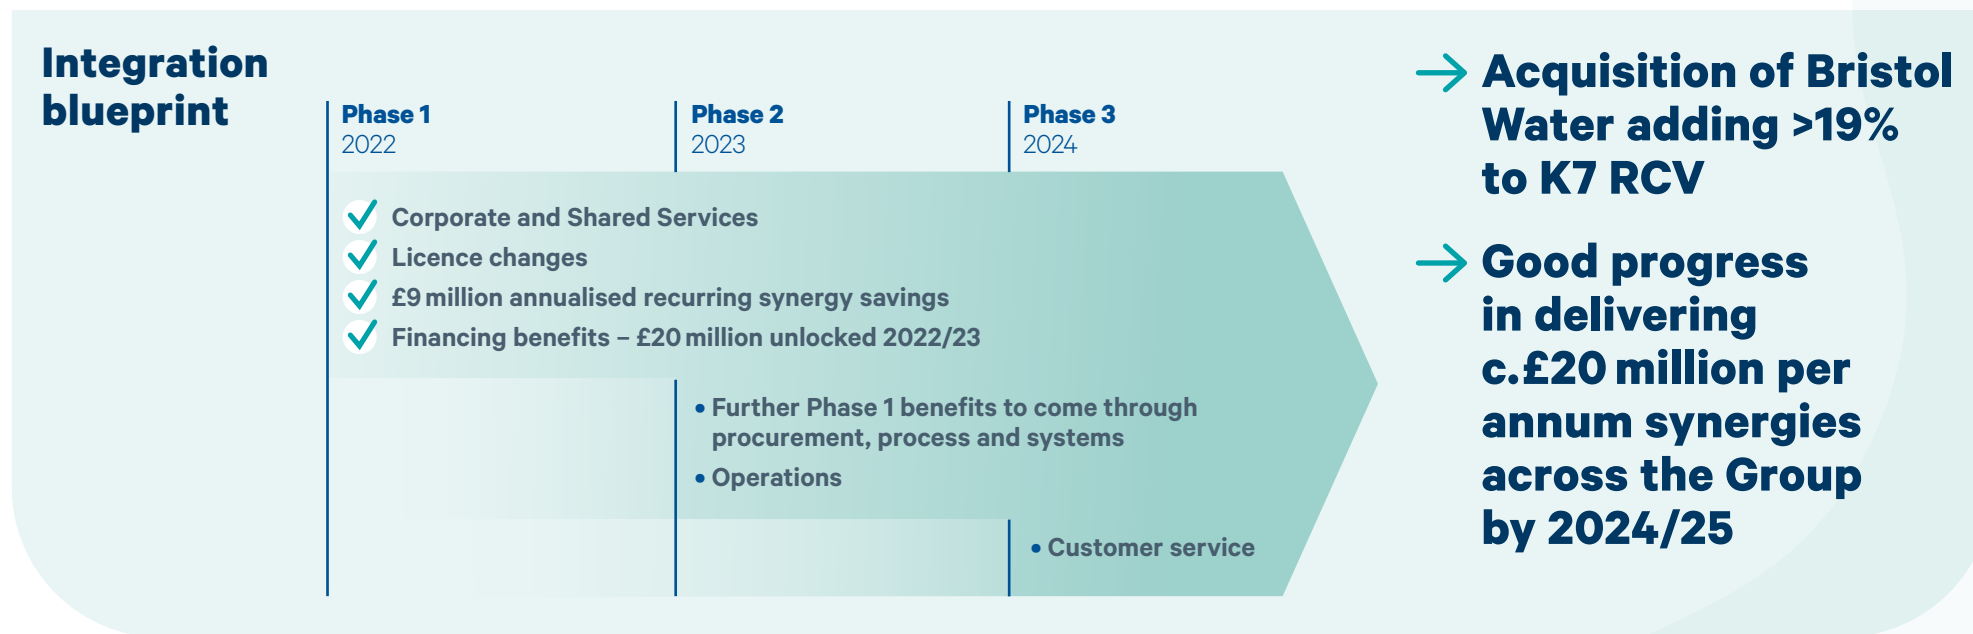 Integration
blueprint
Phase 1
2022
Phase 2
2023
Phase 3
2024
Corporate and Shared Services
Licence changes
£9 million annualised recurring synergy savings
Financing benefits – £20 million unlocked 2022/23
• Further Phase 1 benefits to come through
procurement, process and systems
• Operations
• Customer service
Acquisition of Bristol
Water adding >19%
to K7 RCV
Good progress
in delivering
c.£20 million per
annum synergies
across the Group
by 2024/25